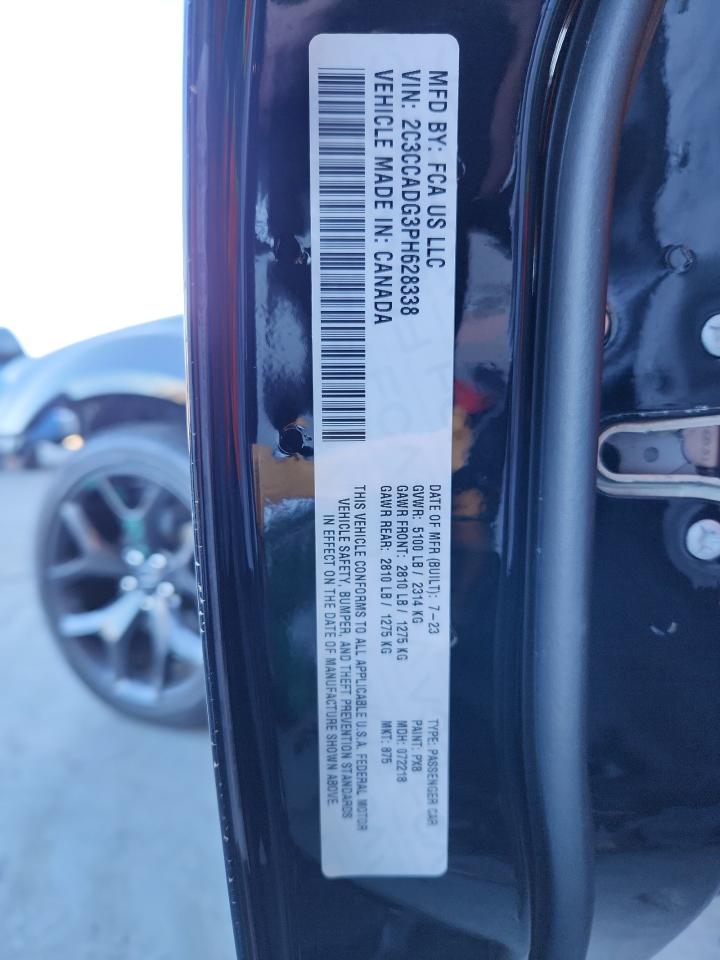 MFD BY: FCA US LLC
VIN: 2C3CCADG3PH628338
VEHICLE MADE IN: CANADA
DATE OF MFR (BUILT): 7-23
GVWR: 5100 LB / 2314 KG
GAWR FRONT: 2810 LB / 1275 KG
GAWR REAR: 2810 LB / 1275 KG
TYPE: PASSENGER CAR
PAINT: PX8
MDH: 072218
MKT: 875
THIS VEHICLE CONFORMS TO ALL APPLICABLE U.S.A. FEDERAL MOTOR
VEHICLE SAFETY, BUMPER, AND THEFT PREVENTION STANDARDS
IN EFFECT ON THE DATE OF MANUFACTURE SHOWN ABOVE.